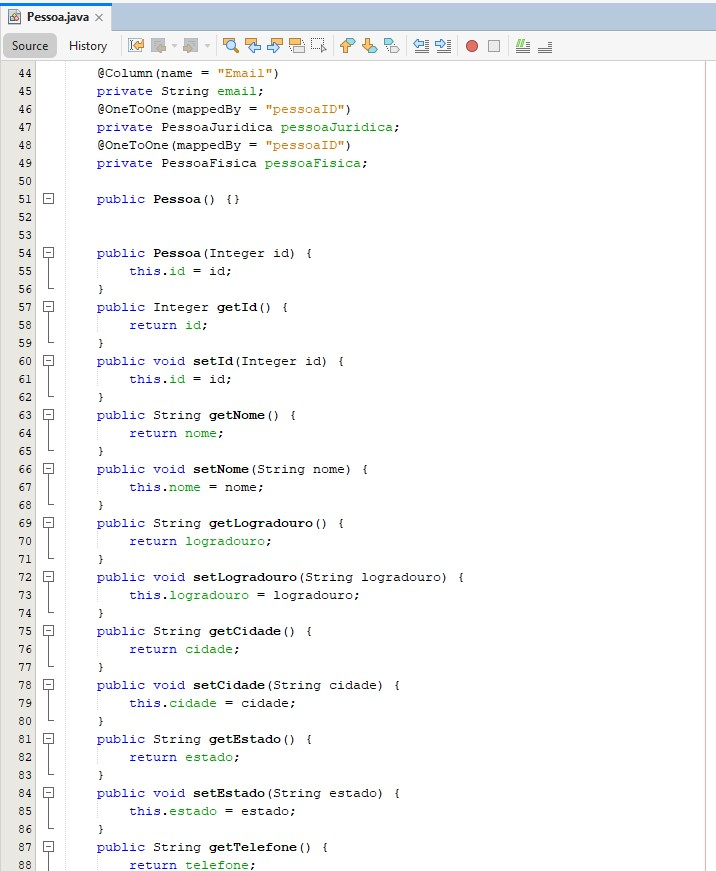 Pessoa.java
Source History
44 @Column(name = "Email")
45 private String email;
46 @OneToOne(mappedBy = "pessoaID")
47 private PessoaJuridica pessoaJuridica;
48 @OneToOne(mappedBy = "pessoaID")
49 private PessoaFisica pessoaFisica;
50
51 public Pessoa() {}
52
53
54 public Pessoa(Integer id) {
55 this.id = id;
56 }
57 public Integer getId() {
58 return id;
59 }
60 public void setId(Integer id) {
61 this.id = id;
62 }
63 public String getNome() {
64 return nome;
65 }
66 public void setNome(String nome) {
67 this.nome = nome;
68 }
69 public String getLogradouro() {
70 return logradouro;
71 }
72 public void setLogradouro(String logradouro) {
73 this.logradouro = logradouro;
74 }
75 public String getCidade() {
76 return cidade;
77 }
78 public void setCidade(String cidade) {
79 this.cidade = cidade;
80 }
81 public String getEstado() {
82 return estado;
83 }
84 public void setEstado(String estado) {
85 this.estado = estado;
86 }
87 public String getTelefone() {
88 return telefone;